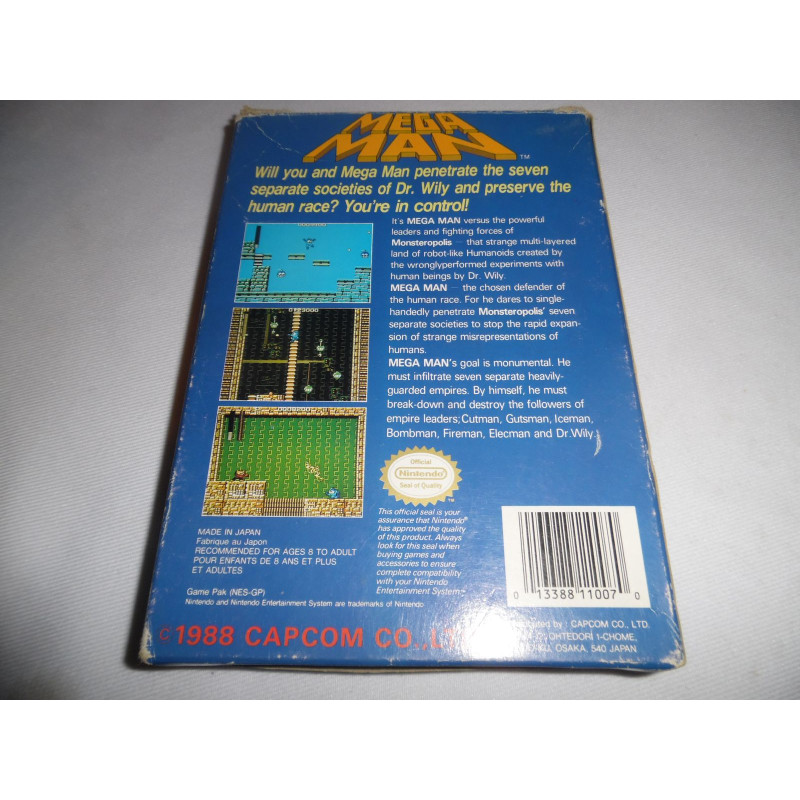 MEGA
MAN™
Will you and Mega Man penetrate the seven
separate societies of Dr. Wily and preserve the
human race? You're in control!
It's MEGA MAN versus the powerful
leaders and fighting forces of
Monsteropolis — that strange multi-layered
land of robot-like Humanoids created by
the wronglyperformed experiments with
human beings by Dr. Wily.
MEGA MAN — the chosen defender of
the human race. For he dares to single-
handedly penetrate Monsteropolis' seven
separate societies to stop the rapid expan-
sion of strange misrepresentations of
humans.
MEGA MAN's goal is monumental. He
must infiltrate seven separate heavily-
guarded empires. By himself, he must
break-down and destroy the followers of
empire leaders;Cutman, Gutsman, Iceman,
Bombman, Fireman, Elecman and Dr.Wily.
Official
Nintendo
Seal of Quality
™
This official seal is your
assurance that Nintendo®
has approved the quality
of this product. Always
look for this seal when
buying games and
accessories to ensure
complete compatibility
with your Nintendo
Entertainment System.
MADE IN JAPAN
Fabrique au Japon
RECOMMENDED FOR AGES 8 TO ADULT
POUR ENFANTS DE 8 ANS ET PLUS
ET ADULTES
Game Pak (NES-GP)
Nintendo and Nintendo Entertainment System are trademarks of Nintendo
0 13388 11007 0
© 1988 CAPCOM CO.,
by : CAPCOM CO., LTD.
OHTEDORI 1-CHOME,
OSAKA, 540 JAPAN